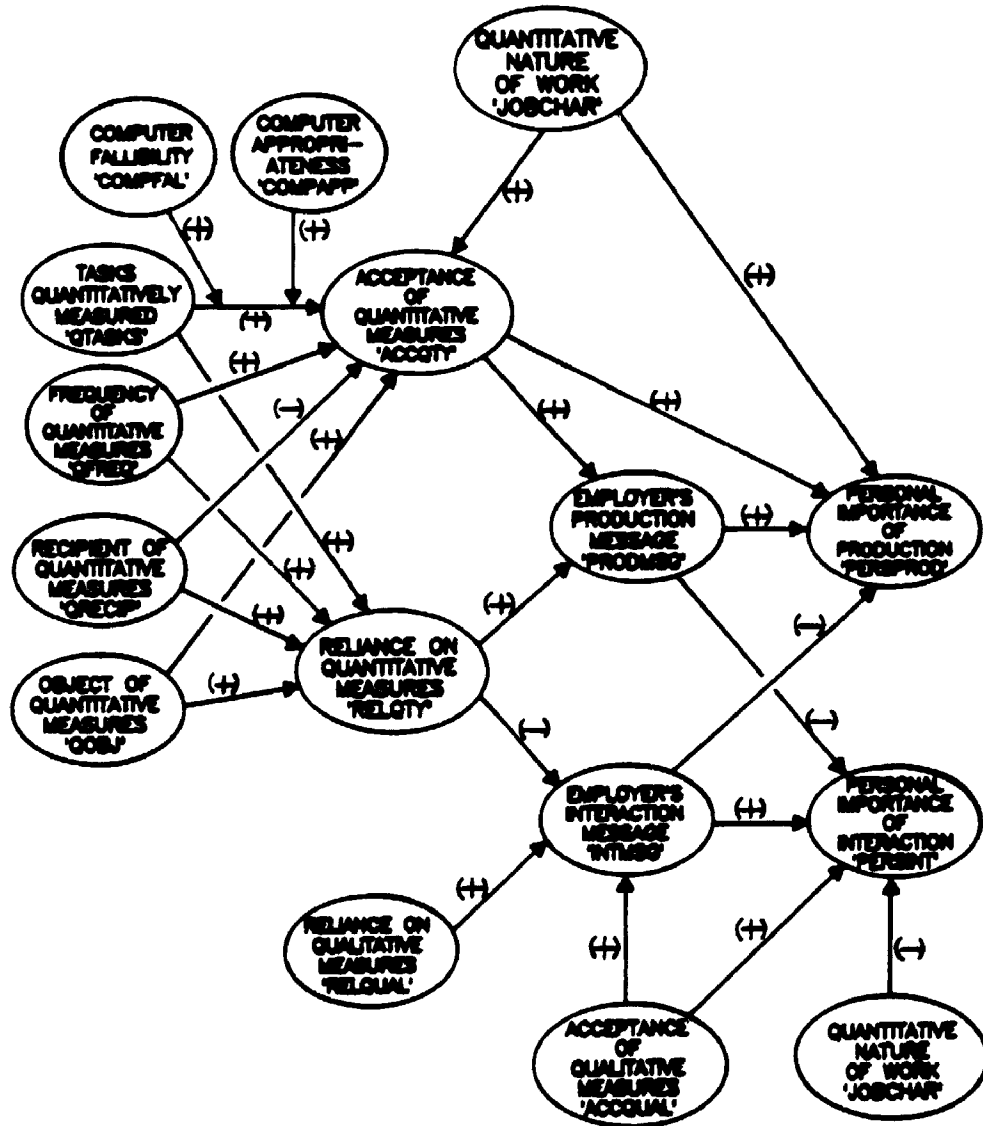 QUANTITATIVE
NATURE
OF WORK
'JOBCHAR'
COMPUTER
FALLIBILITY
'COMPFAL'
COMPUTER
APPROPRI-
ATENESS
'COMPAPP'
(+)
(+)
(+)
(+)
TASKS
QUANTITATIVELY
MEASURED
'QTASKS'
(+)
ACCEPTANCE
OF
QUANTITATIVE
MEASURES
'ACCQTY'
FREQUENCY
OF
QUANTITATIVE
MEASURES
'QFREQ'
(+)
(-)
(+)
(+)
(+)
RECIPIENT OF
QUANTITATIVE
MEASURES
'QRECIP'
(+)
(+)
(+)
EMPLOYER'S
PRODUCTION
MESSAGE
'PRODMSG'
(+)
PERSONAL
IMPORTANCE
OF
PRODUCTION
'PERSPROD'
OBJECT OF
QUANTITATIVE
MEASURES
'QOBJ'
(+)
RELIANCE ON
QUANTITATIVE
MEASURES
'RELQTY'
(+)
(-)
(-)
(-)
EMPLOYER'S
INTERACTION
MESSAGE
'INTMSG'
(+)
PERSONAL
IMPORTANCE
OF
INTERACTION
'PERSINT'
RELIANCE ON
QUALITATIVE
MEASURES
'RELQUAL'
(+)
(+)
(+)
(-)
ACCEPTANCE
OF
QUALITATIVE
MEASURES
'ACCQUAL'
QUANTITATIVE
NATURE
OF WORK
'JOBCHAR'